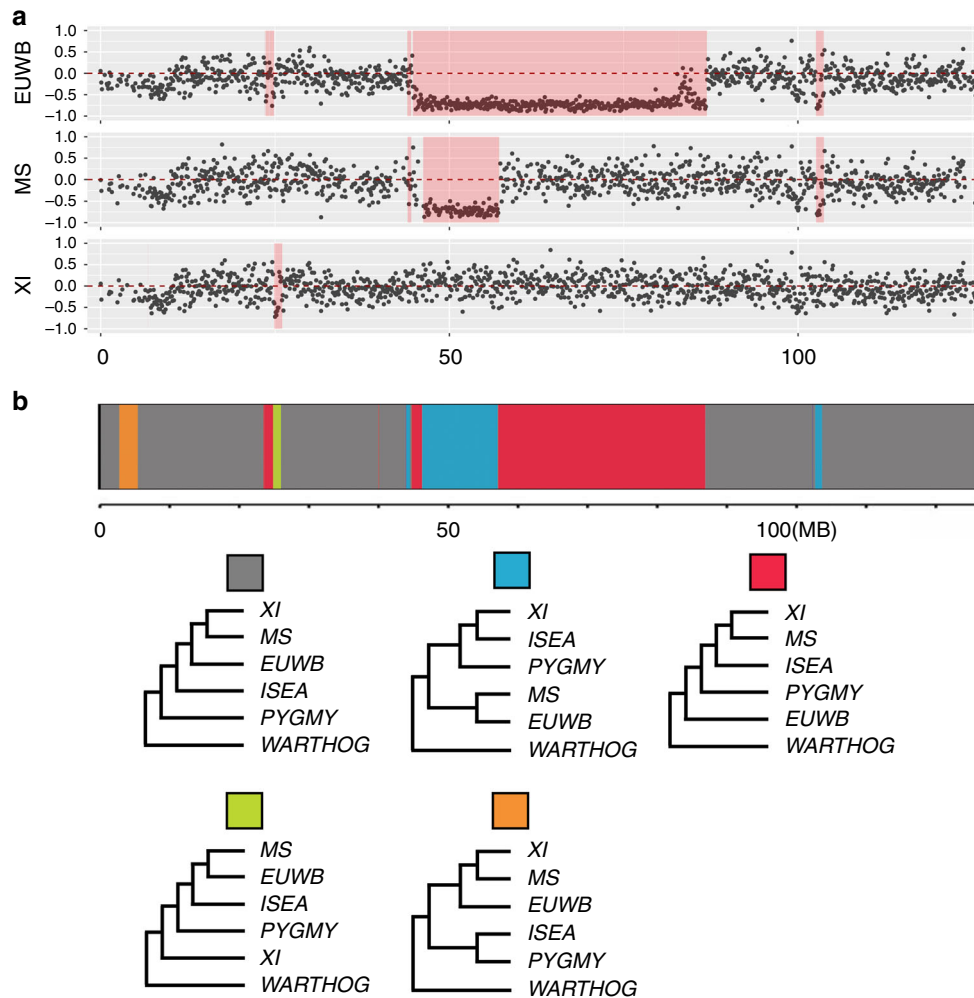 a
EUWB
1.0
0.5
0.0
−0.5
−1.0
MS
1.0
0.5
0.0
−0.5
−1.0
XI
1.0
0.5
0.0
−0.5
−1.0
0 50 100
b
0 50 100(MB)
XI
MS
EUWB
ISEA
PYGMY
WARTHOG
XI
ISEA
PYGMY
MS
EUWB
WARTHOG
XI
MS
ISEA
PYGMY
EUWB
WARTHOG
MS
EUWB
ISEA
PYGMY
XI
WARTHOG
XI
MS
EUWB
ISEA
PYGMY
WARTHOG